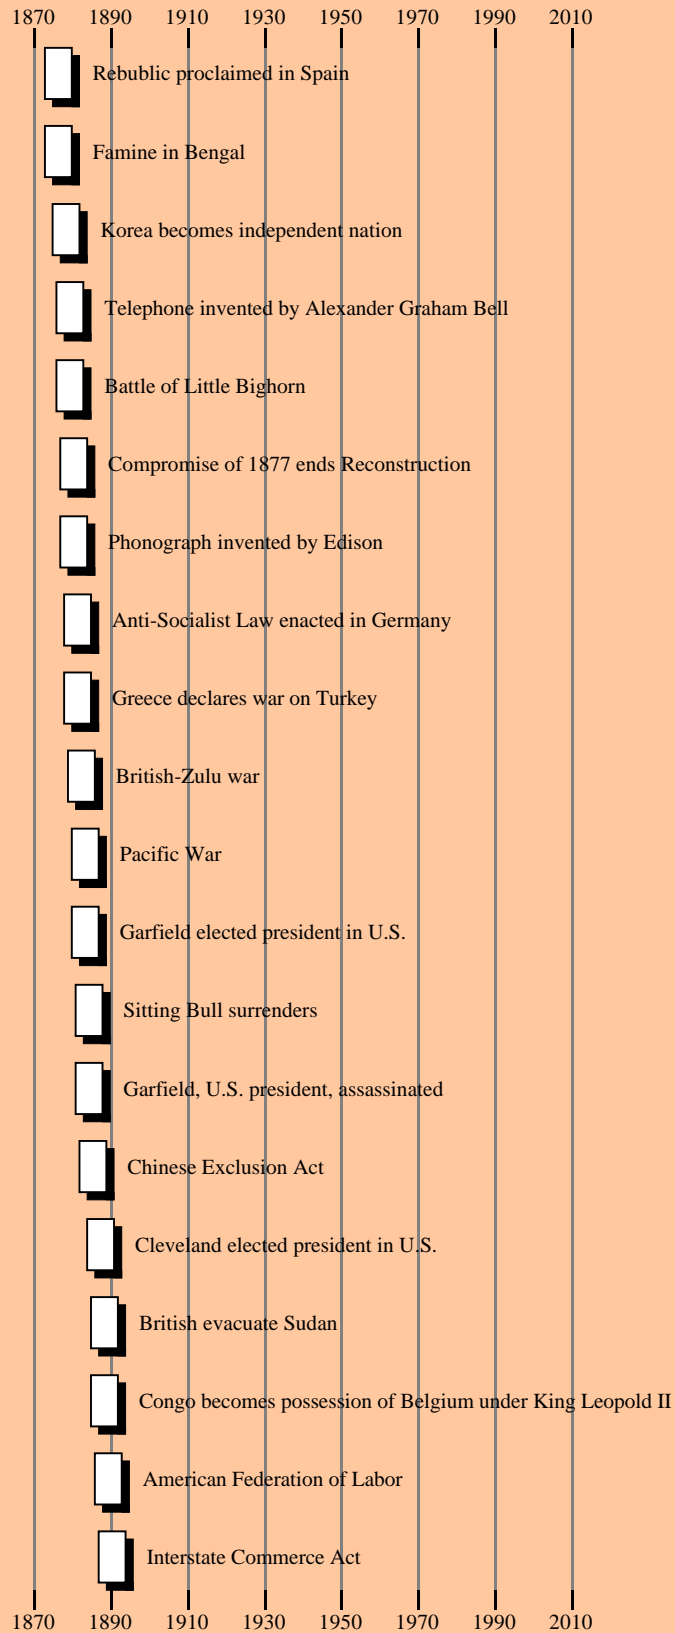 1870 1890 1910 1930 1950 1970 1990 2010
Rebublic proclaimed in Spain
Famine in Bengal
Korea becomes independent nation
Telephone invented by Alexander Graham Bell
Battle of Little Bighorn
Compromise of 1877 ends Reconstruction
Phonograph invented by Edison
Anti-Socialist Law enacted in Germany
Greece declares war on Turkey
British-Zulu war
Pacific War
Garfield elected president in U.S.
Sitting Bull surrenders
Garfield, U.S. president, assassinated
Chinese Exclusion Act
Cleveland elected president in U.S.
British evacuate Sudan
Congo becomes possession of Belgium under King Leopold II
American Federation of Labor
Interstate Commerce Act
1870 1890 1910 1930 1950 1970 1990 2010